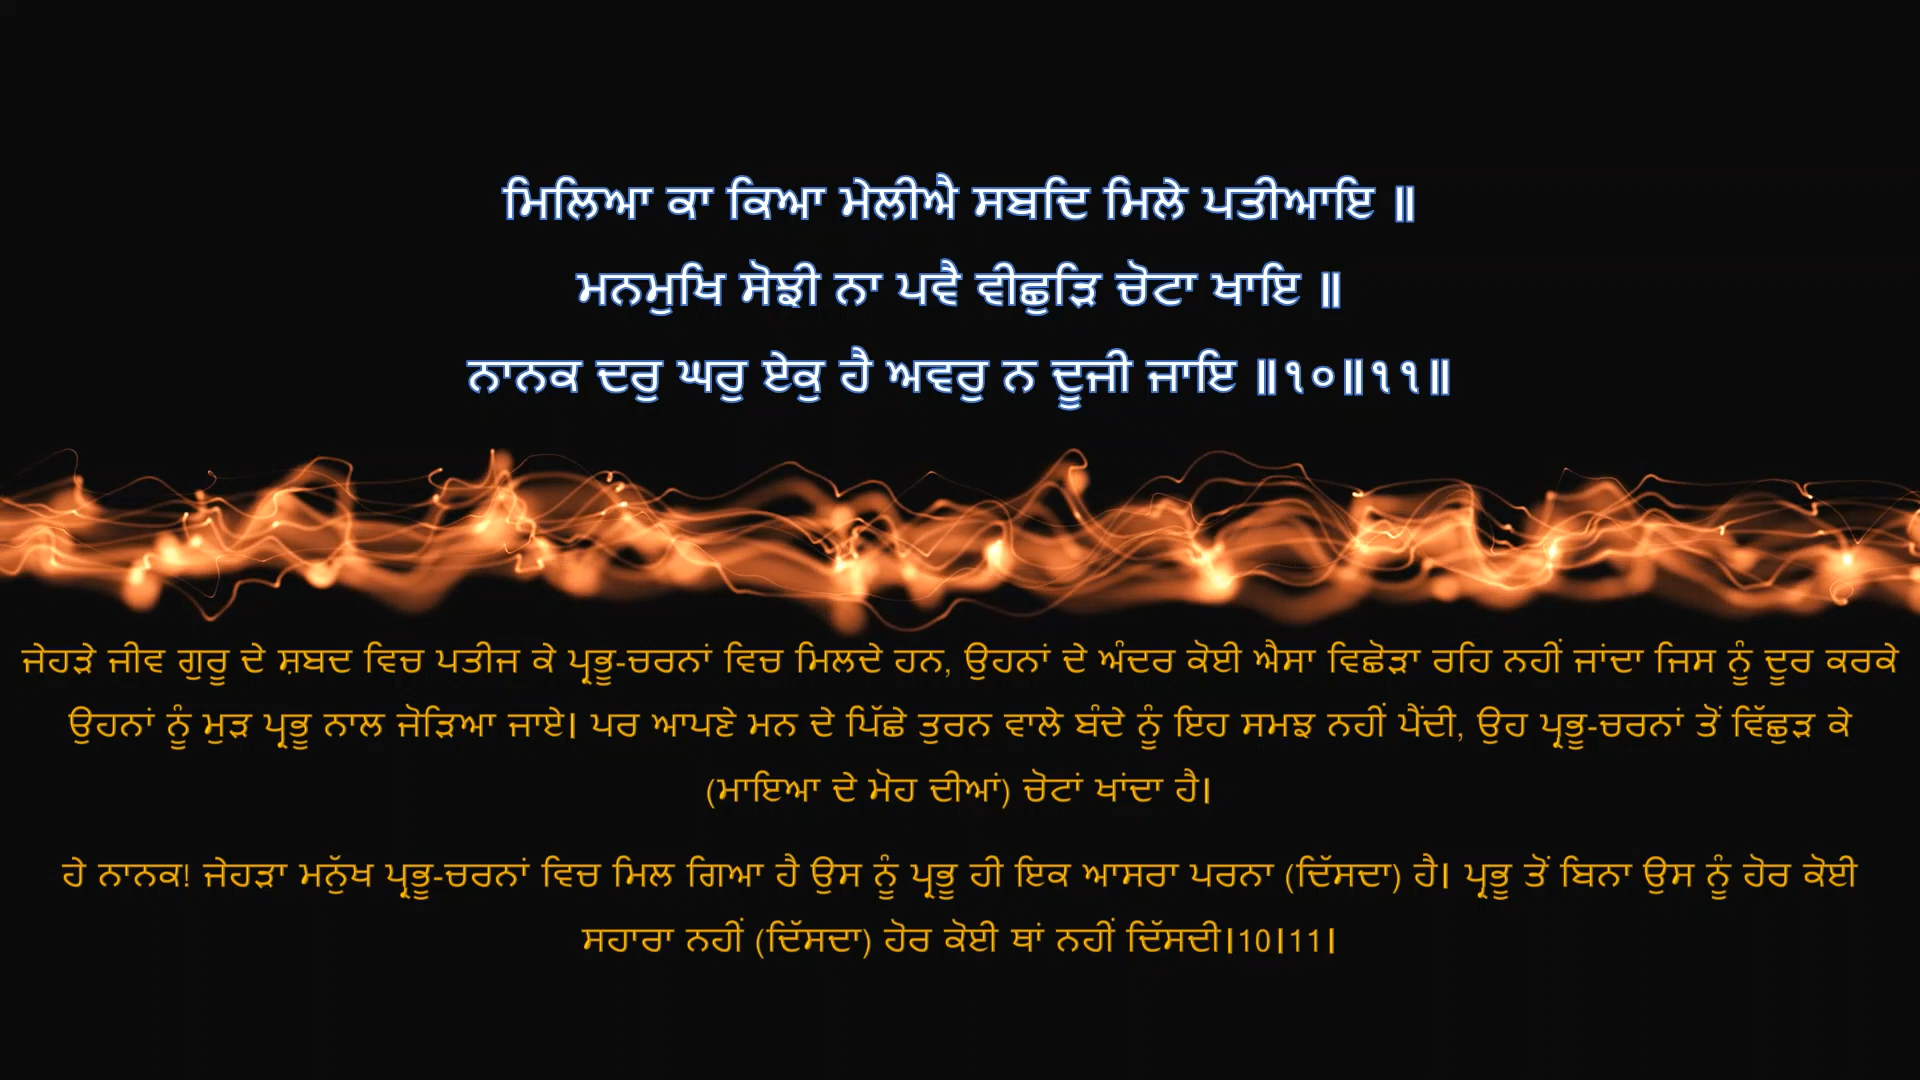 ਮਿਲਿਆ ਕਾ ਕਿਆ ਮੇਲੀਐ ਸਬਦਿ ਮਿਲੇ ਪਤੀਆਇ ॥
ਮਨਮੁਖਿ ਸੋਝੀ ਨਾ ਪਵੈ ਵੀਛੁੜਿ ਚੋਟਾ ਖਾਇ ॥
ਨਾਨਕ ਦਰੁ ਘਰੁ ਏਕੁ ਹੈ ਅਵਰੁ ਨ ਦੂਜੀ ਜਾਇ ॥੧੦॥੧੧॥
ਜੇਹੜੇ ਜੀਵ ਗੁਰੂ ਦੇ ਸ਼ਬਦ ਵਿਚ ਪਤੀਜ ਕੇ ਪ੍ਰਭੂ-ਚਰਨਾਂ ਵਿਚ ਮਿਲਦੇ ਹਨ, ਉਹਨਾਂ ਦੇ ਅੰਦਰ ਕੋਈ ਐਸਾ ਵਿਛੋੜਾ ਰਹਿ ਨਹੀਂ ਜਾਂਦਾ ਜਿਸ ਨੂੰ ਦੂਰ ਕਰਕੇ
ਉਹਨਾਂ ਨੂੰ ਮੁੜ ਪ੍ਰਭੂ ਨਾਲ ਜੋੜਿਆ ਜਾਏ। ਪਰ ਆਪਣੇ ਮਨ ਦੇ ਪਿੱਛੇ ਤੁਰਨ ਵਾਲੇ ਬੰਦੇ ਨੂੰ ਇਹ ਸਮਝ ਨਹੀਂ ਪੈਂਦੀ, ਉਹ ਪ੍ਰਭੂ-ਚਰਨਾਂ ਤੋਂ ਵਿੱਛੁੜ ਕੇ
(ਮਾਇਆ ਦੇ ਮੋਹ ਦੀਆਂ) ਚੋਟਾਂ ਖਾਂਦਾ ਹੈ।
ਹੇ ਨਾਨਕ! ਜੇਹੜਾ ਮਨੁੱਖ ਪ੍ਰਭੂ-ਚਰਨਾਂ ਵਿਚ ਮਿਲ ਗਿਆ ਹੈ ਉਸ ਨੂੰ ਪ੍ਰਭੂ ਹੀ ਇਕ ਆਸਰਾ ਪਰਨਾ (ਦਿੱਸਦਾ) ਹੈ। ਪ੍ਰਭੂ ਤੋਂ ਬਿਨਾ ਉਸ ਨੂੰ ਹੋਰ ਕੋਈ
ਸਹਾਰਾ ਨਹੀਂ (ਦਿੱਸਦਾ) ਹੋਰ ਕੋਈ ਥਾਂ ਨਹੀਂ ਦਿੱਸਦੀ।10।11।